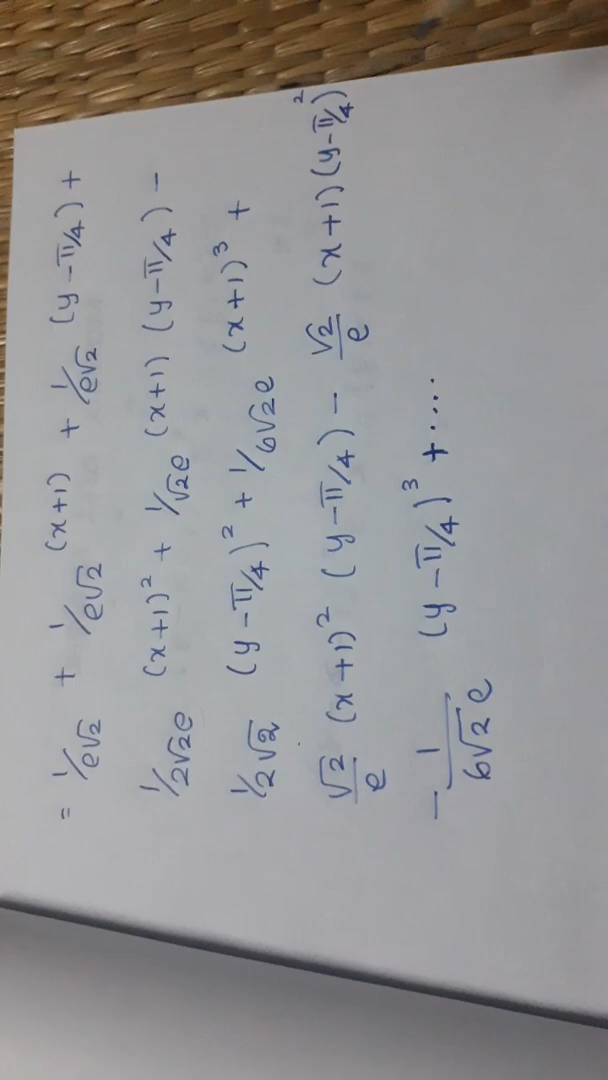 = 1/e√2 + 1/e√2 (x+1) + 1/e√2 (y-π/4) +
1/2√2e (x+1)² + 1/√2e (x+1) (y-π/4) -
1/2√2 (y-π/4)² + 1/6√2e (x+1)³ +
√2/e (x+1)² (y-π/4) - √2/e (x+1) (y-π/4)²
- 1/6√2e (y-π/4)³ + ....